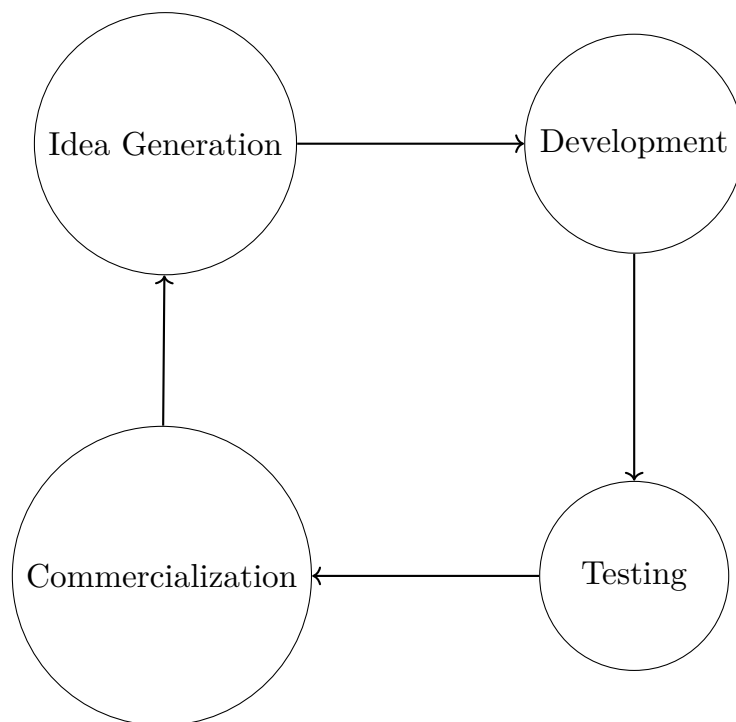 Idea Generation
Development
Commercialization
Testing